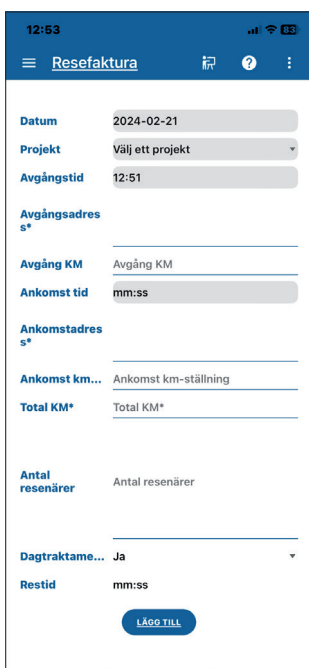 12:53 83
Resefaktura
Datum 2024-02-21
Projekt Välj ett projekt
Avgångstid 12:51
Avgångsadres
s*
Avgång KM Avgång KM
Ankomst tid mm:ss
Ankomstadres
s*
Ankomst km... Ankomst km-ställning
Total KM* Total KM*
Antal
resenärer Antal resenärer
Dagtraktame... Ja
Restid mm:ss
LÄGG TILL